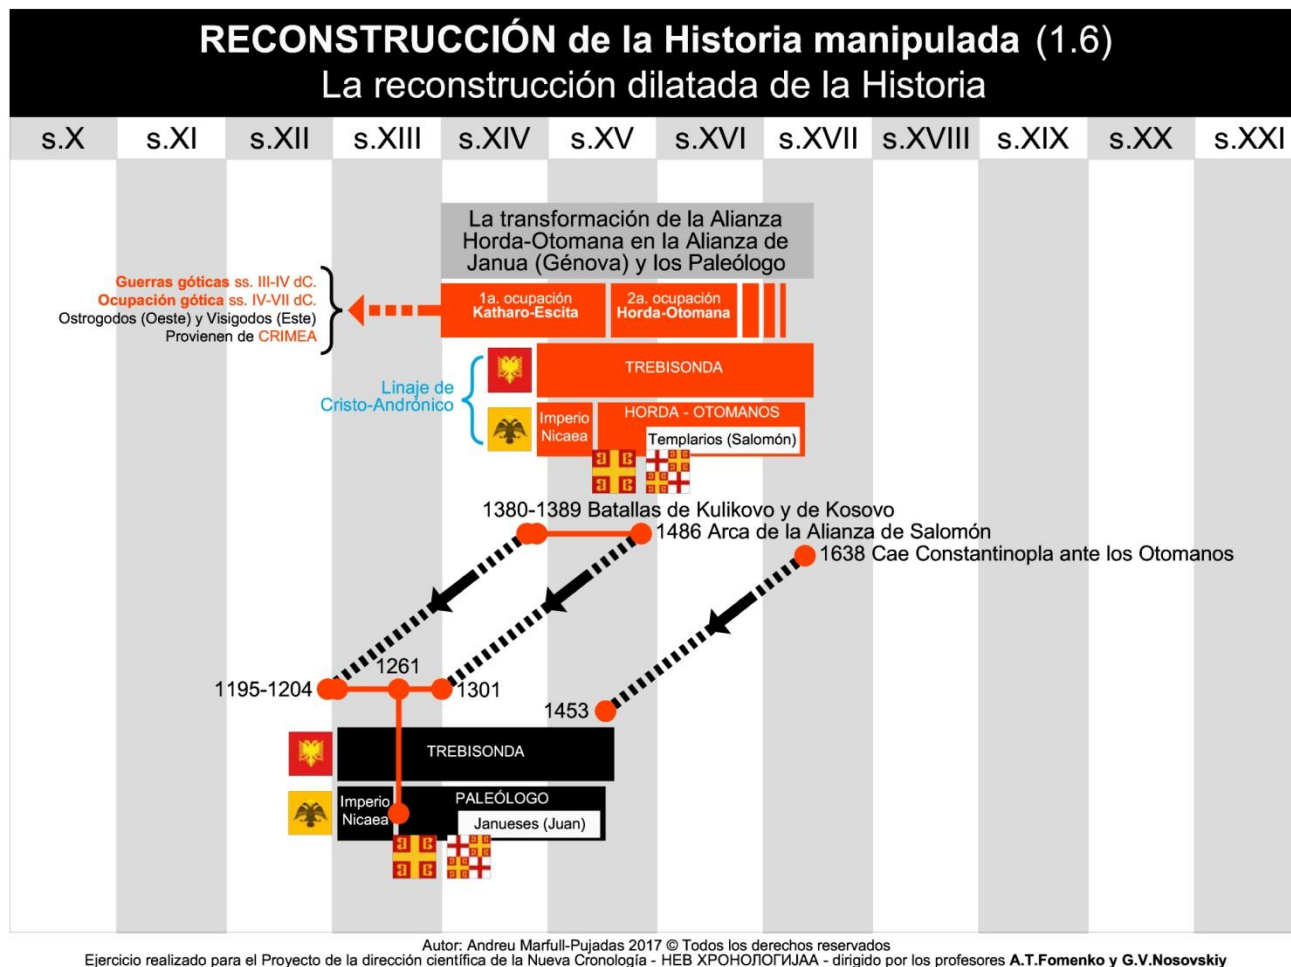 RECONSTRUCCIÓN de la Historia manipulada (1.6)
La reconstrucción dilatada de la Historia
s.X s.XI s.XII s.XIII s.XIV s.XV s.XVI s.XVII s.XVIII s.XIX s.XX s.XXI
La transformación de la Alianza
Horda-Otomana en la Alianza de
Janua (Génova) y los Paleólogo
Guerras góticas ss. III-IV dC.
Ocupación gótica ss. IV-VII dC.
Ostrogodos (Oeste) y Visigodos (Este)
Provienen de CRIMEA
1a. ocupación
Katharo-Escita
2a. ocupación
Horda-Otomana
Linaje de
Cristo-Andrónico
TREBISONDA
Imperio
Nicaea
HORDA - OTOMANOS
Templarios (Salomón)
1380-1389 Batallas de Kulikovo y de Kosovo
1486 Arca de la Alianza de Salomón
1638 Cae Constantinopla ante los Otomanos
1261
1195-1204
1301
1453
TREBISONDA
Imperio
Nicaea
PALEÓLOGO
Janueses (Juan)
Autor: Andreu Marfull-Pujadas 2017 © Todos los derechos reservados
Ejercicio realizado para el Proyecto de la dirección científica de la Nueva Cronología - НЕВ ХРОНОЛОГИЈАА - dirigido por los profesores A.T.Fomenko y G.V.Nosovskiy